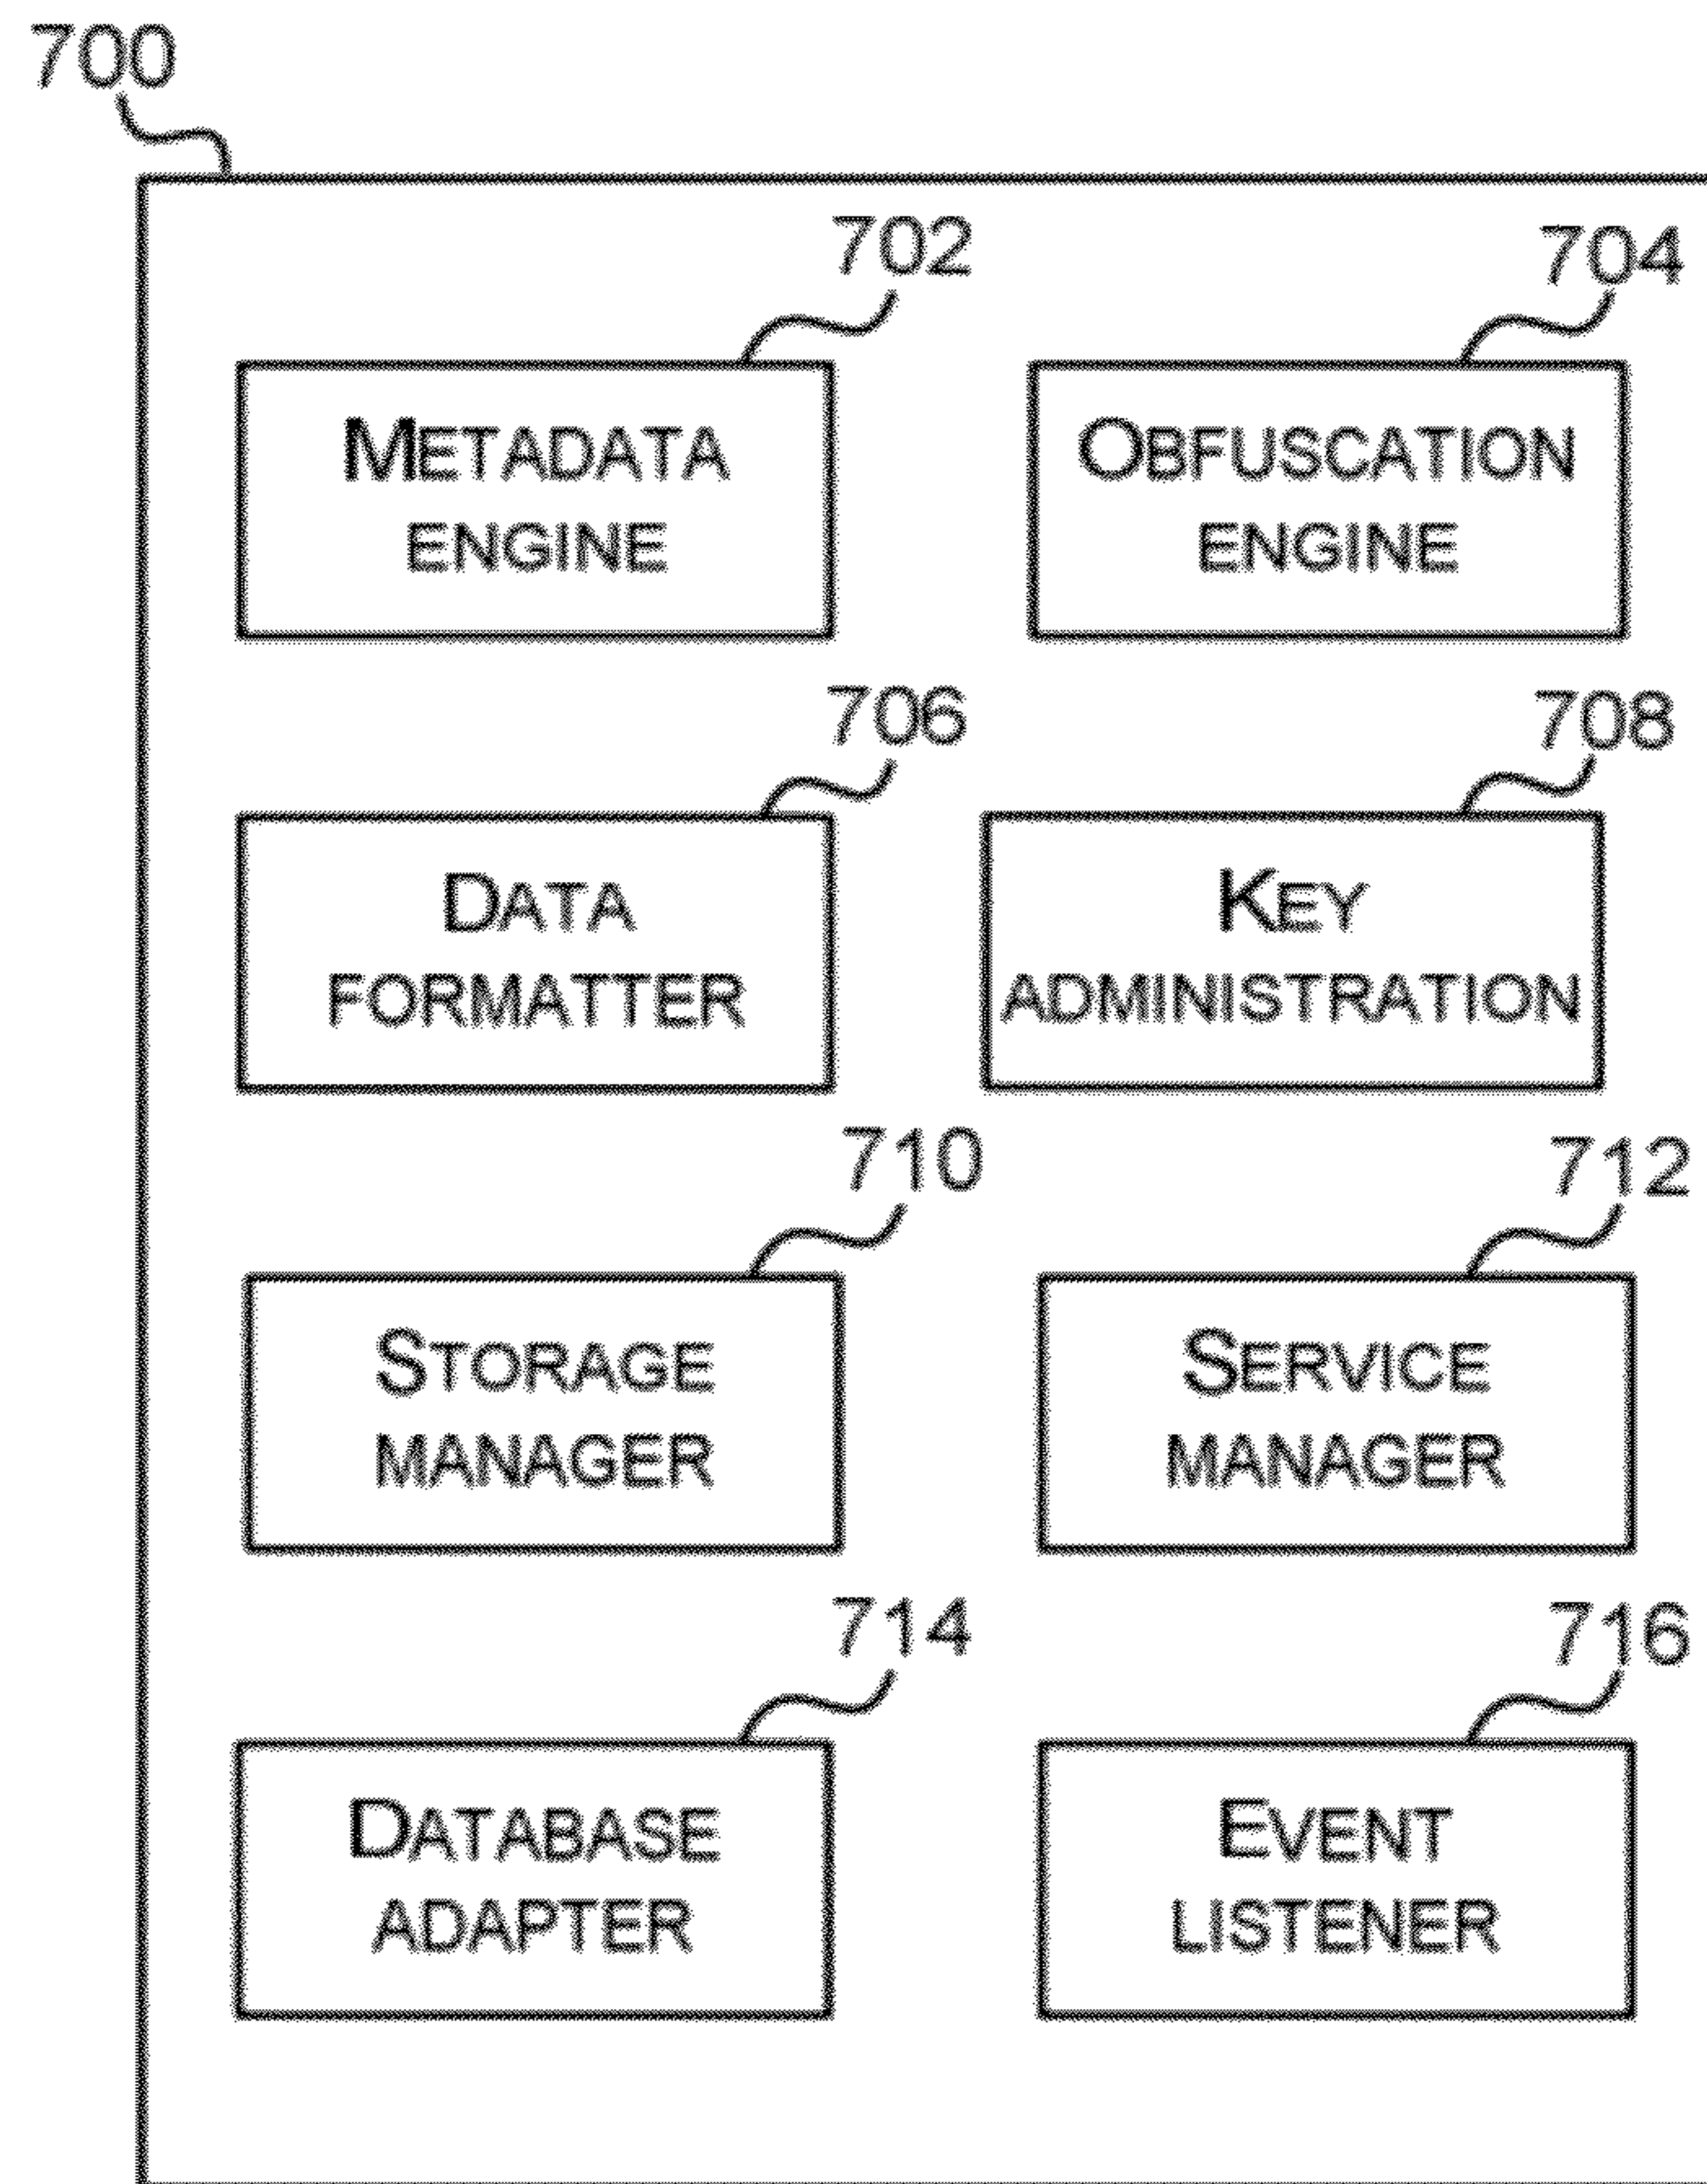 700
702
704
METADATA
ENGINE
OBFUSCATION
ENGINE
706
708
DATA
FORMATTER
KEY
ADMINISTRATION
710
712
STORAGE
MANAGER
SERVICE
MANAGER
714
716
DATABASE
ADAPTER
EVENT
LISTENER